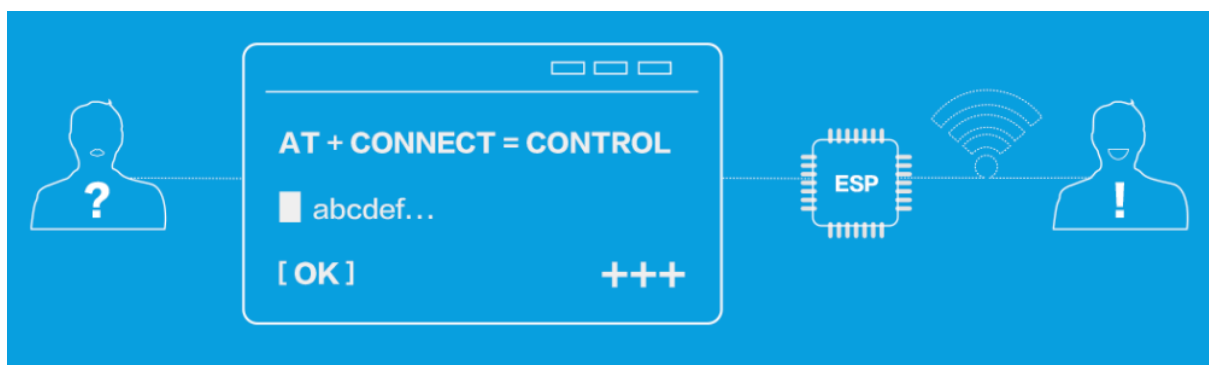 AT + CONNECT = CONTROL
abcdef...
[ OK ] +++
?
ESP
!